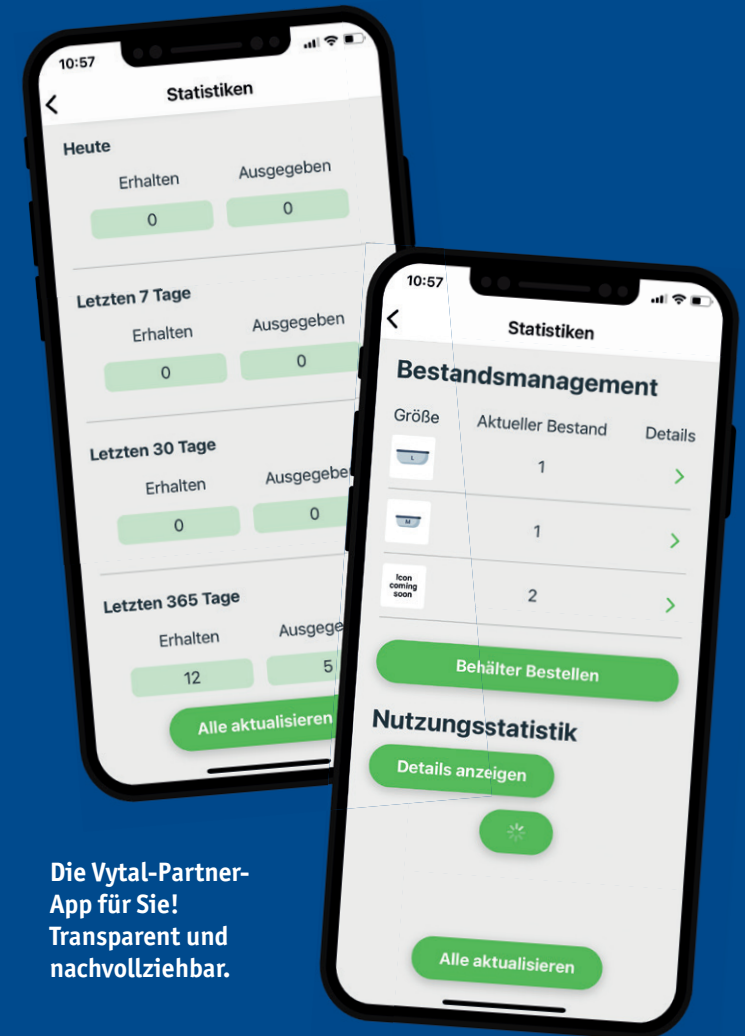 10:57
Statistiken
Heute
Erhalten Ausgegeben
0 0
Letzten 7 Tage
Erhalten Ausgegeben
0 0
Letzten 30 Tage
Erhalten Ausgegebe
0 0
Letzten 365 Tage
Erhalten Ausgege
12 5
Alle aktualisieren
10:57
Statistiken
Bestandsmanagement
Größe Aktueller Bestand Details
L 1
M 1
Icon
coming
soon
2
Behälter Bestellen
Nutzungsstatistik
Details anzeigen
Alle aktualisieren
Die Vytal-Partner-
App für Sie!
Transparent und
nachvollziehbar.